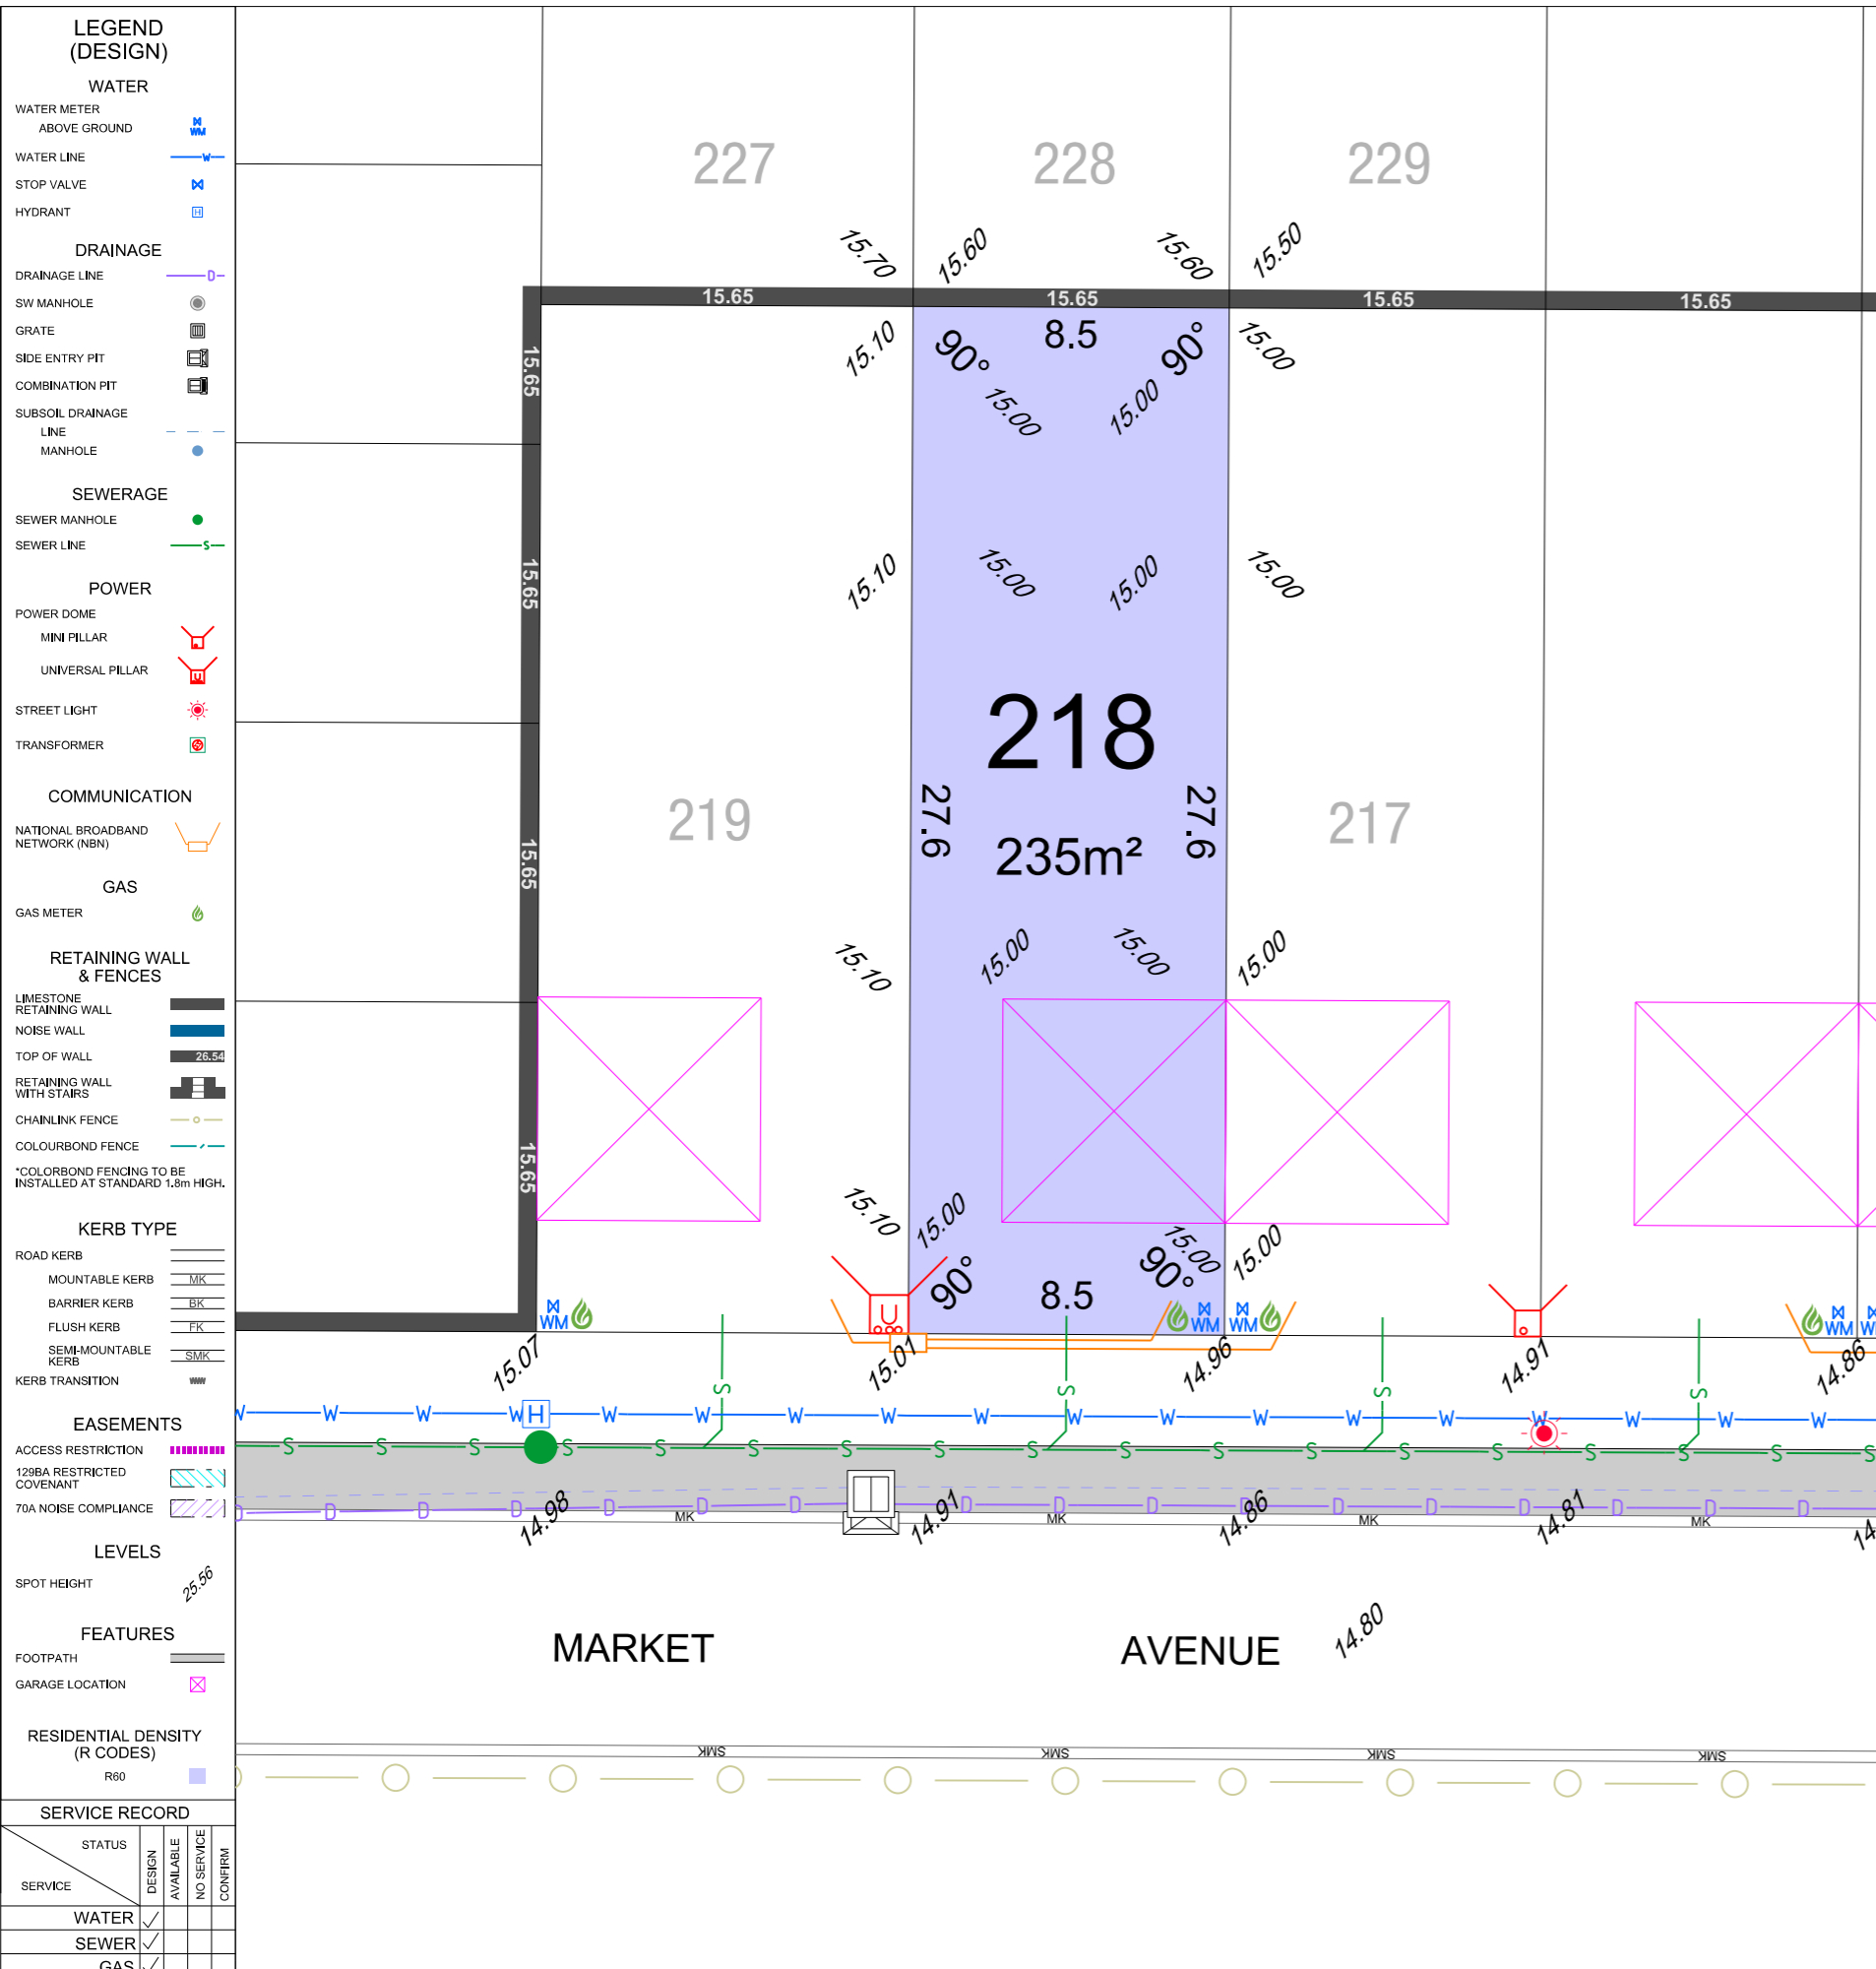 LEGEND
(DESIGN)
WATER
WATER METER
ABOVE GROUND
WM
WATER LINE
W
STOP VALVE
HYDRANT
H
DRAINAGE
DRAINAGE LINE
D
SW MANHOLE
GRATE
SIDE ENTRY PIT
COMBINATION PIT
SUBSOIL DRAINAGE
LINE
MANHOLE
SEWERAGE
SEWER MANHOLE
SEWER LINE
S
POWER
POWER DOME
MINI PILLAR
UNIVERSAL PILLAR
U
STREET LIGHT
TRANSFORMER
COMMUNICATION
NATIONAL BROADBAND
NETWORK (NBN)
GAS
GAS METER
RETAINING WALL
& FENCES
LIMESTONE
RETAINING WALL
NOISE WALL
TOP OF WALL
26.54
RETAINING WALL
WITH STAIRS
CHAINLINK FENCE
COLOURBOND FENCE
*COLORBOND FENCING TO BE
INSTALLED AT STANDARD 1.8m HIGH.
KERB TYPE
ROAD KERB
MOUNTABLE KERB
MK
BARRIER KERB
BK
FLUSH KERB
FK
SEMI-MOUNTABLE
KERB
SMK
KERB TRANSITION
EASEMENTS
ACCESS RESTRICTION
129BA RESTRICTED
COVENANT
70A NOISE COMPLIANCE
LEVELS
SPOT HEIGHT
25.56
FEATURES
FOOTPATH
GARAGE LOCATION
RESIDENTIAL DENSITY
(R CODES)
R60
SERVICE RECORD
STATUS
SERVICE
DESIGN
AVAILABLE
NO SERVICE
CONFIRM
WATER
SEWER
GAS
227
228
229
15.70
15.60
15.60
15.50
15.65
15.65
15.65
15.65
15.65
15.65
15.65
15.65
15.10
90°
8.5
90°
15.00
15.00
15.00
15.10
15.00
15.00
15.00
218
219
27.6
235m²
27.6
217
15.10
15.00
15.00
15.00
15.10
15.00
15.00
15.00
90°
8.5
90°
WM
U
WM
WM
WM
15.07
15.01
14.96
14.91
14.86
S S S S
W W W W H W W W W W W W W W W W W W W
S S S S S S S S S S S S S S S S S S
D D D D D D D D D D D D D D D D D D
14.98
14.91
14.86
14.81
MK MK MK MK
MARKET AVENUE
14.80
SMK SMK SMK SMK